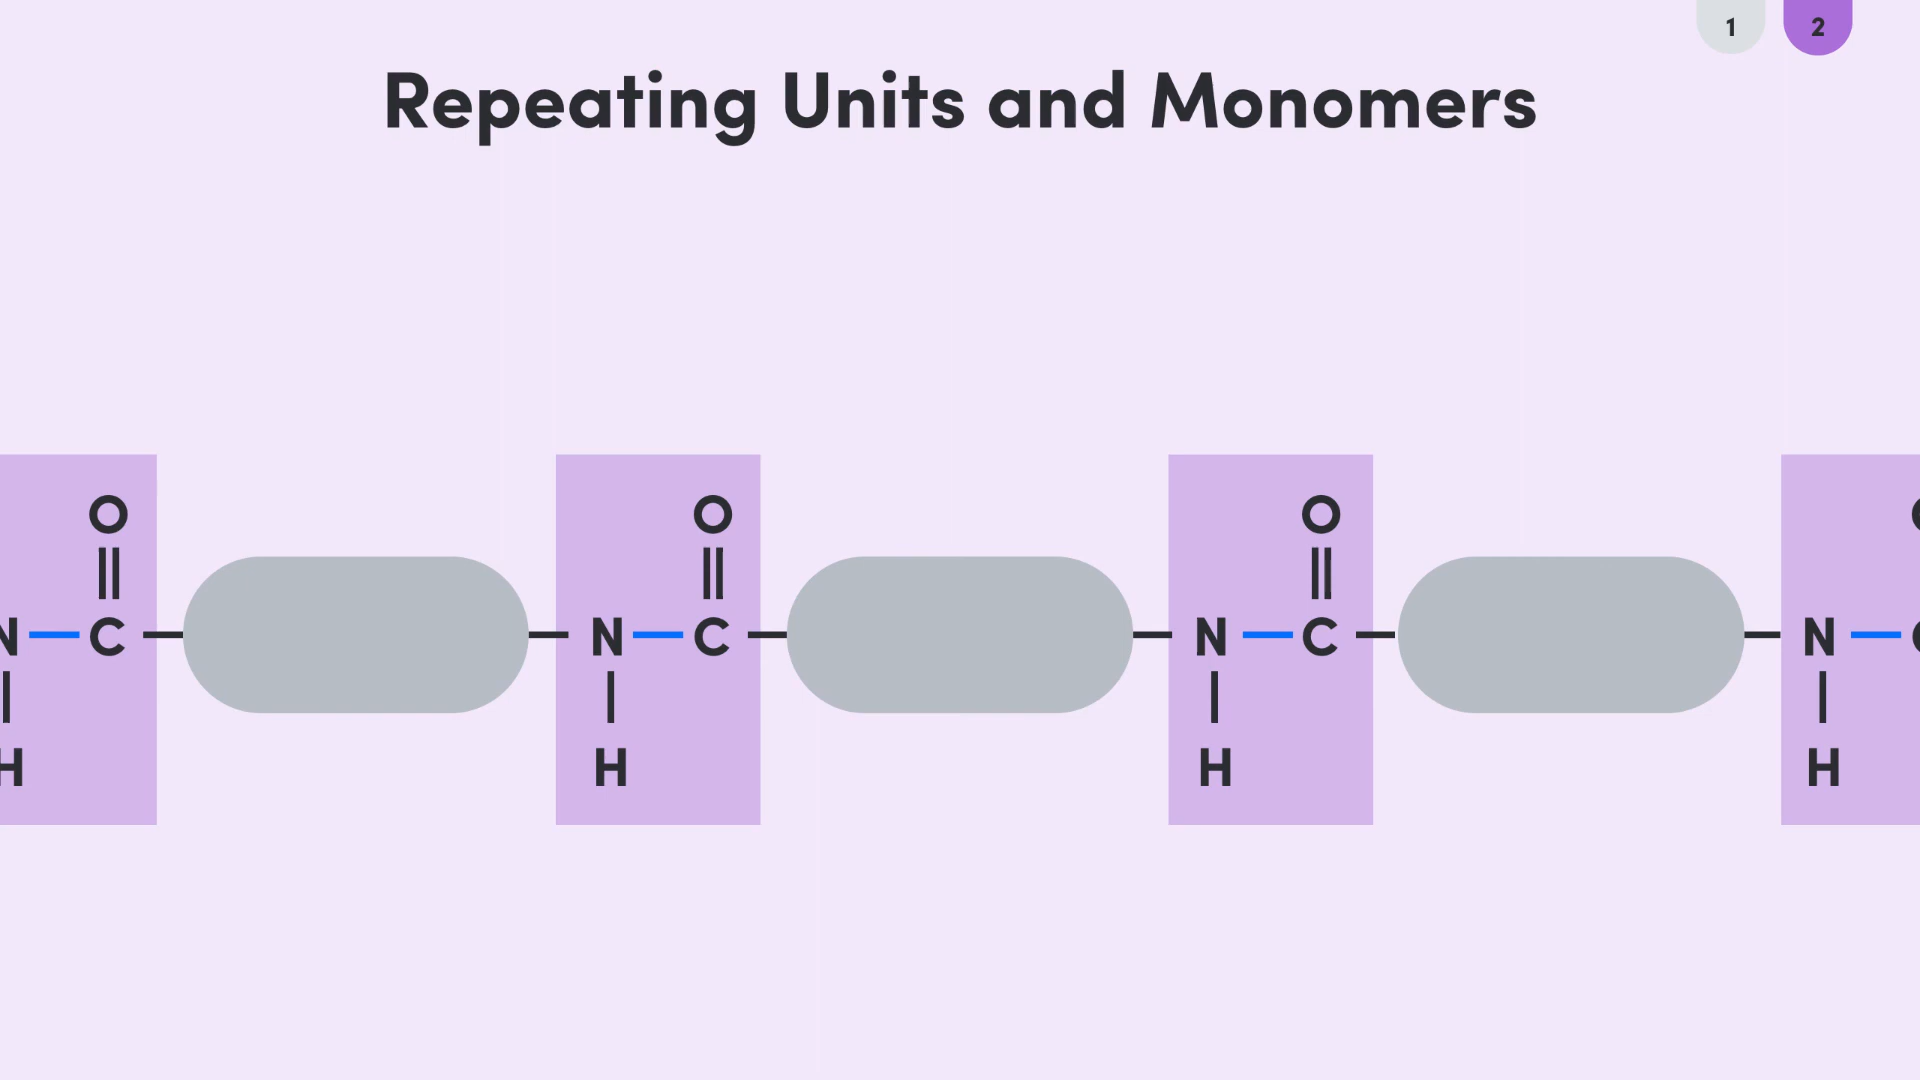 1 2
Repeating Units and Monomers
O O O
N C N C N C N
H H H H